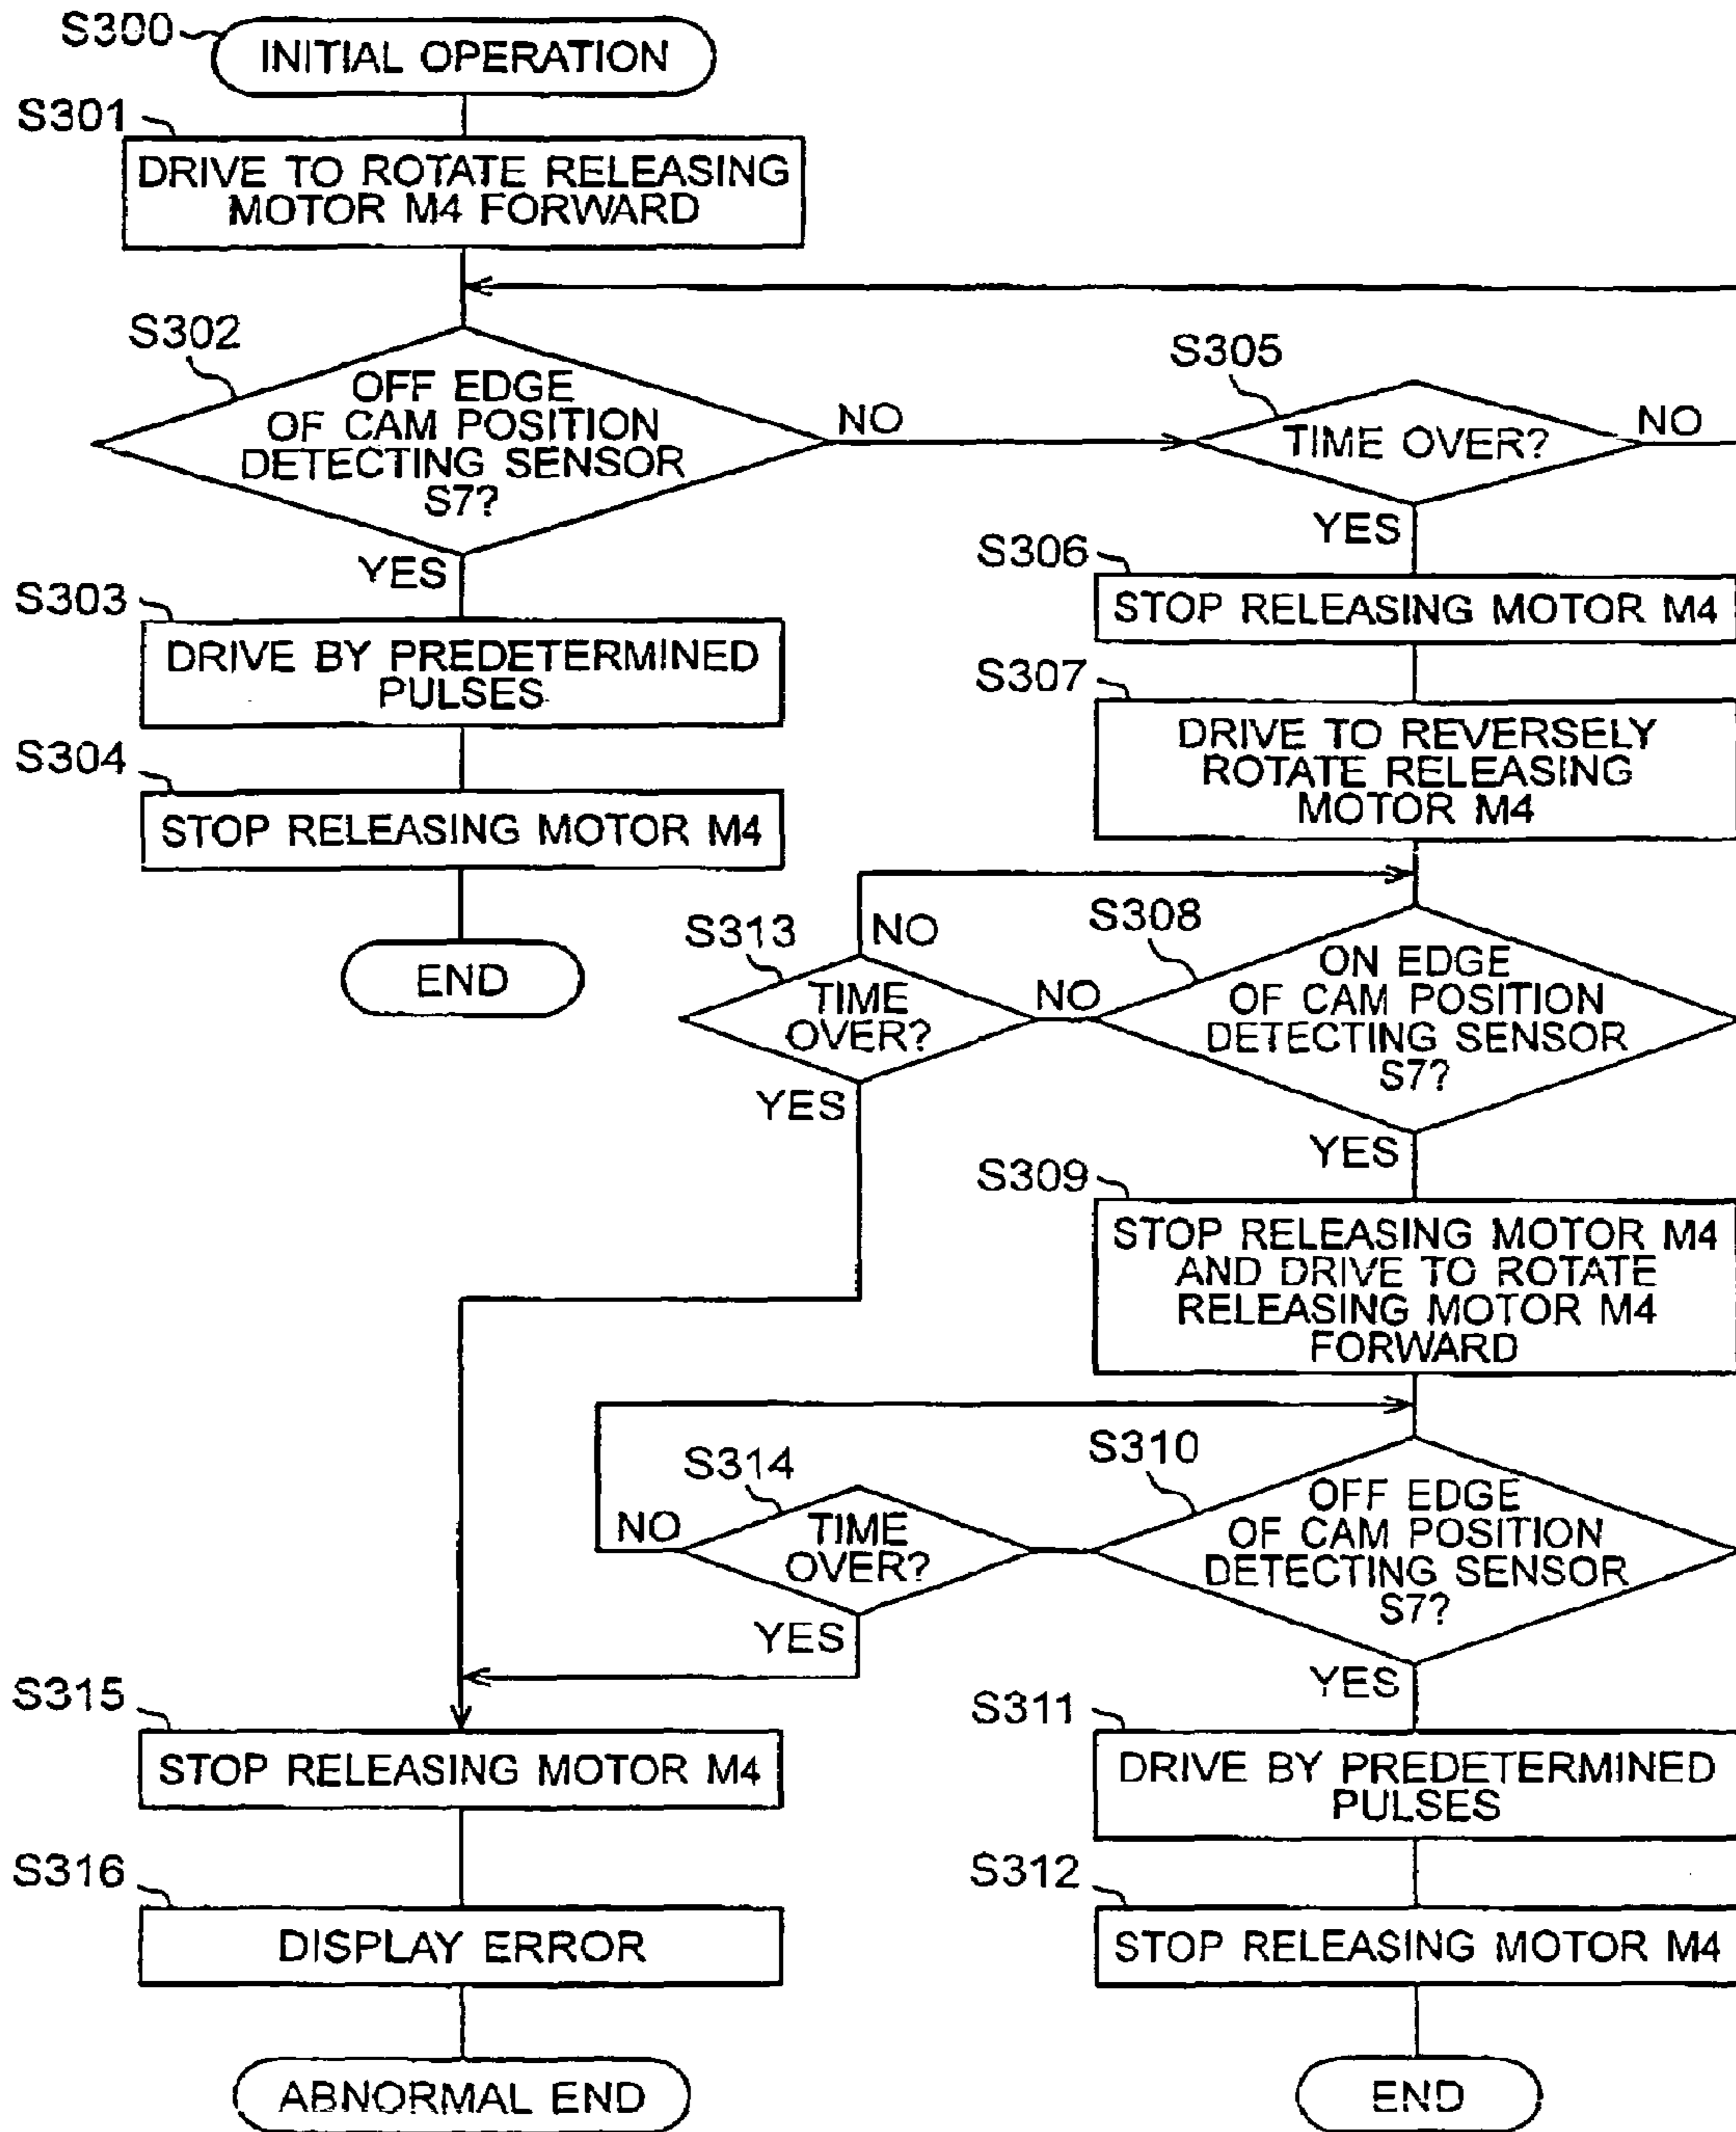 S300
INITIAL OPERATION
S301
DRIVE TO ROTATE RELEASING
MOTOR M4 FORWARD
S302
OFF EDGE
OF CAM POSITION
DETECTING SENSOR
S7?
NO
YES
S305
TIME OVER?
NO
YES
S303
DRIVE BY PREDETERMINED
PULSES
S304
STOP RELEASING MOTOR M4
END
S306
STOP RELEASING MOTOR M4
S307
DRIVE TO REVERSELY
ROTATE RELEASING
MOTOR M4
S308
ON EDGE
OF CAM POSITION
DETECTING SENSOR
S7?
NO
YES
S313
TIME
OVER?
NO
YES
S309
STOP RELEASING MOTOR M4
AND DRIVE TO ROTATE
RELEASING MOTOR M4
FORWARD
S310
OFF EDGE
OF CAM POSITION
DETECTING SENSOR
S7?
YES
S314
TIME
OVER?
NO
YES
S311
DRIVE BY PREDETERMINED
PULSES
S312
STOP RELEASING MOTOR M4
END
S315
STOP RELEASING MOTOR M4
S316
DISPLAY ERROR
ABNORMAL END